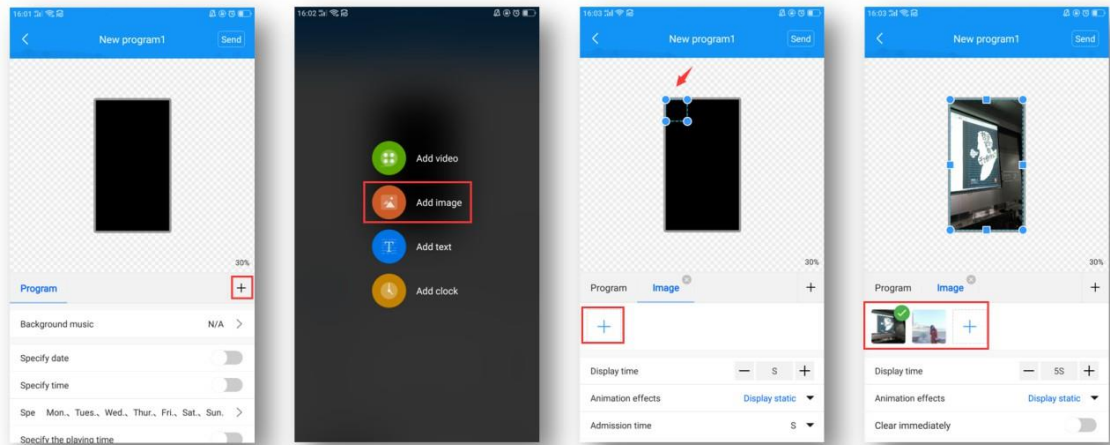 16:01
New program1
Send
30%
Program
Background music N/A
Specify date
Specify time
Spe Mon.、Tues.、Wed.、Thur.、Fri.、Sat.、Sun.
Specify the playing time
16:02
Add video
Add image
Add text
Add clock
16:03
New program1
Send
30%
Program Image
Display time S
Animation effects Display static
Admission time S
16:03
New program1
Send
30%
Program Image
Display time 5S
Animation effects Display static
Clear immediately